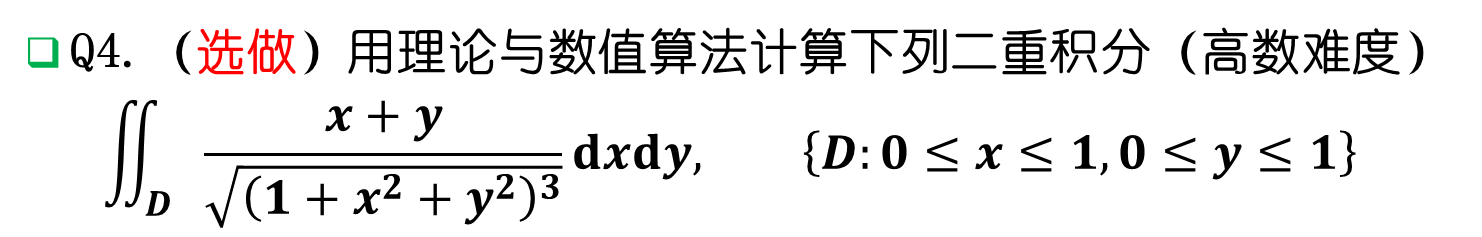 Q4. （选做）用理论与数值算法计算下列二重积分（高数难度）
∬_D (x + y)/√((1 + x² + y²)³) dxdy, {D: 0 ≤ x ≤ 1, 0 ≤ y ≤ 1}